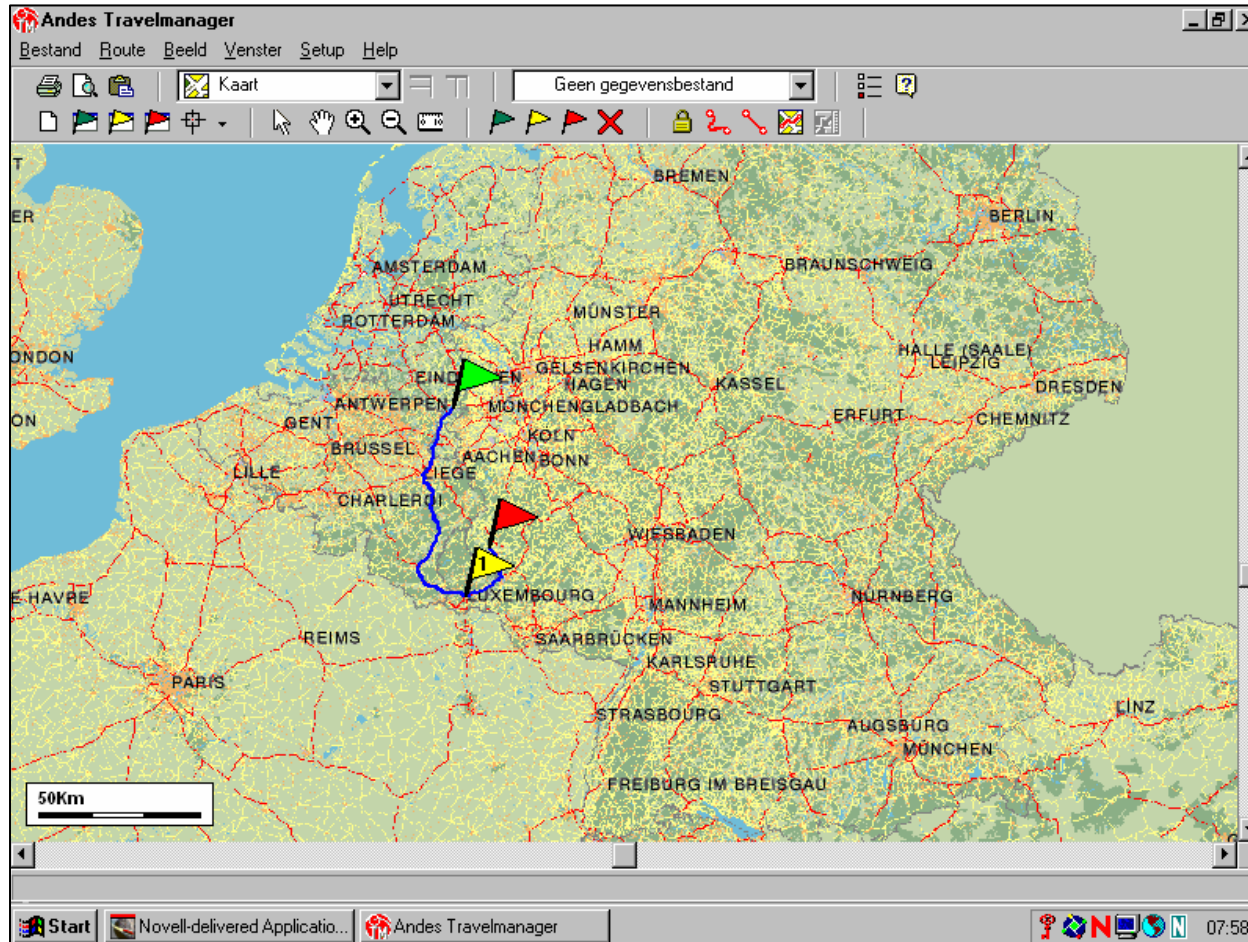 Andes Travelmanager
Bestand Route Beeld Venster Setup Help
Kaart Geen gegevensbestand
BREMEN
ER BERLIN
AMSTERDAM BRAUNSCHWEIG
UTRECHT
ROTTERDAM MÜNSTER
HAMM
ONDON HALLE (SAALE)
GELSENKIRCHEN LEIPZIG
EIND EN HAGEN KASSEL DRESDEN
ANTWERPEN MÖNCHENGLADBACH
ON GENT ERFURT CHEMNITZ
KÖLN
BRUSSEL AACHEN BONN
LILLE IEGE
CHARLEROI
WIESBADEN
1
E HAVRE LUXEMBOURG MANNHEIM NÜRNBERG
REIMS SAARBRÜCKEN
KARLSRUHE
PARIS STUTTGART
STRASBOURG LINZ
AUGSBURG
MÜNCHEN
FREIBURG IM BREISGAU
50Km
Start Novell-delivered Applicatio... Andes Travelmanager N N 07:58